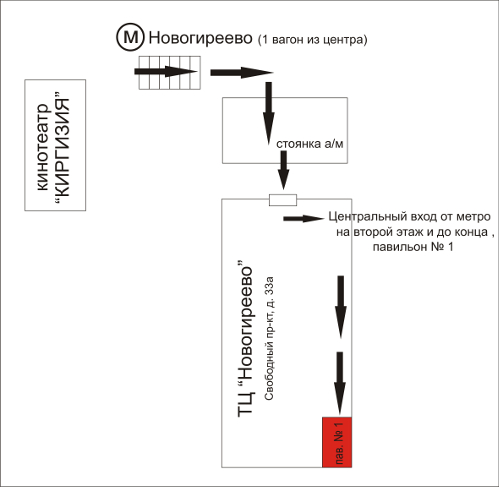 М Новогиреево (1 вагон из центра)
кинотеатр
"КИРГИЗИЯ"
стоянка а/м
Центральный вход от метро
на второй этаж и до конца ,
павильон № 1
ТЦ "Новогиреево"
Свободный пр-кт, д. 33а
пав. № 1